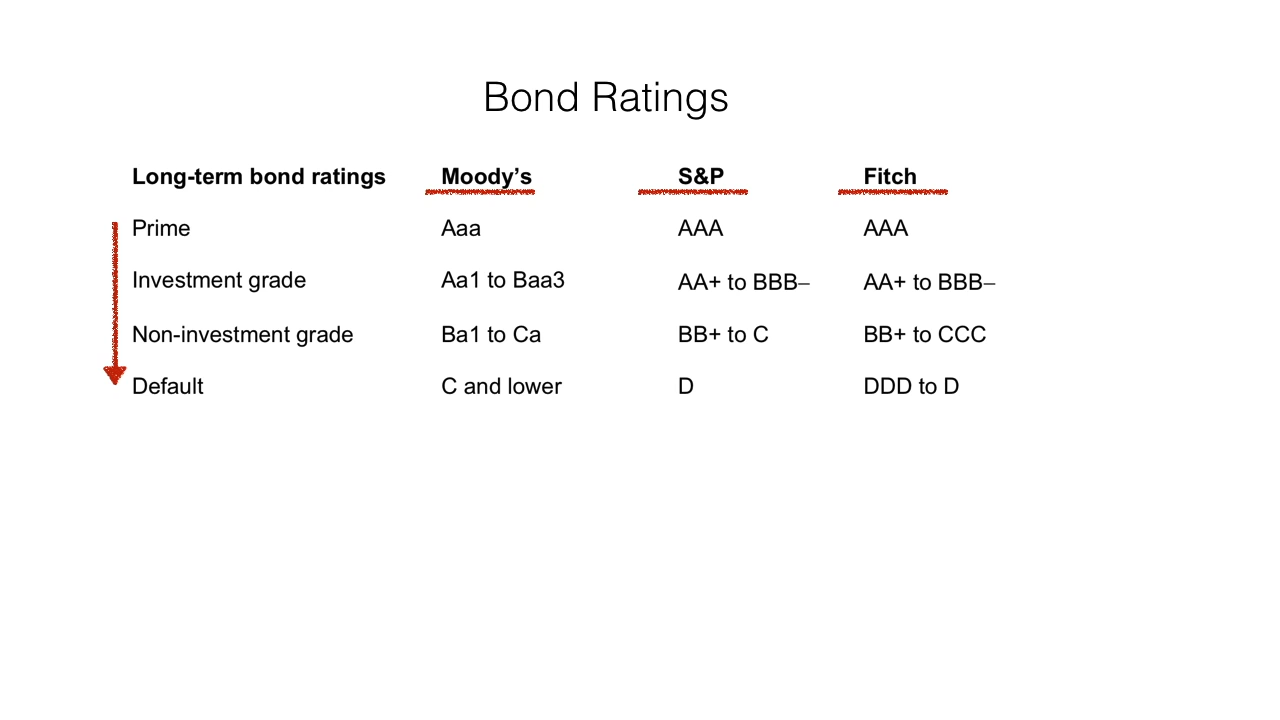 Bond Ratings
Long-term bond ratings Moody’s S&P Fitch
Prime Aaa AAA AAA
Investment grade Aa1 to Baa3 AA+ to BBB– AA+ to BBB–
Non-investment grade Ba1 to Ca BB+ to C BB+ to CCC
Default C and lower D DDD to D